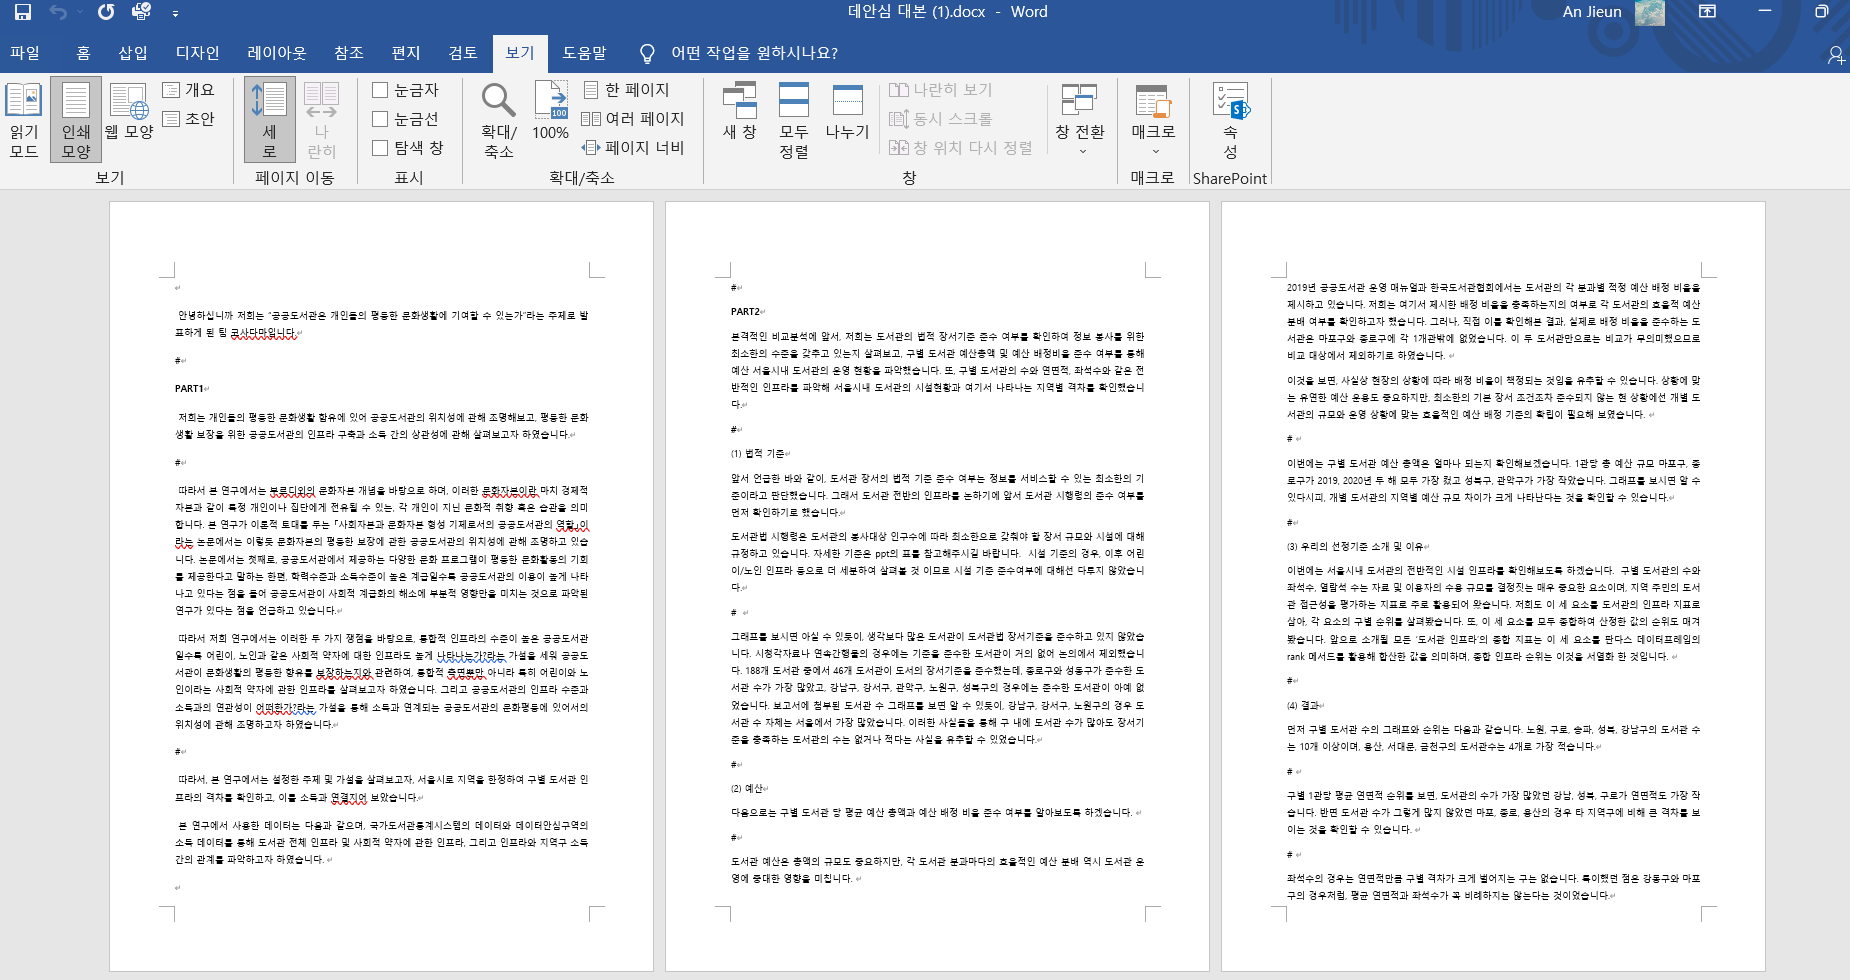 데안심 대본 (1).docx - Word
An Jieun
파일 홈 삽입 디자인 레이아웃 참조 편지 검토 보기 도움말 어떤 작업을 원하시나요?
읽기 모드
인쇄 모양
웹 모양
개요
초안
보기
세로
나란히
페이지 이동
눈금자
눈금선
탐색 창
표시
확대/축소
100%
한 페이지
여러 페이지
페이지 너비
확대/축소
새 창
모두 정렬
나누기
나란히 보기
동시 스크롤
창 위치 다시 정렬
창 전환
창
매크로
매크로
속성
SharePoint
안녕하십니까 저희는 “공공도서관은 개인들의 평등한 문화생활에 기여할 수 있는가”라는 주제로 발
표하게 된 팀 코사다마입니다.
#
PART1
저희는 개인들의 평등한 문화생활 함유에 있어 공공도서관의 위치성에 관해 조명해보고, 평등한 문화
생활 보장을 위한 공공도서관의 인프라 구축과 소득 간의 상관성에 관해 살펴보고자 하였습니다.
#
따라서 본 연구에서는 부르디외의 문화자본 개념을 바탕으로 하며, 이러한 문화자본이란 마치 경제적
자본과 같이 특정 개인이나 집단에게 전유될 수 있는, 각 개인이 지닌 문화적 취향 혹은 습관을 의미
합니다. 본 연구가 이론적 토대를 두는 「사회자본과 문화자본 형성 기제로서의 공공도서관의 역할」이
라는 논문에서는 이렇듯 문화자본의 평등한 보장에 관한 공공도서관의 위치성에 관해 조명하고 있습
니다. 논문에서는 첫째로, 공공도서관에서 제공하는 다양한 문화 프로그램이 평등한 문화활동의 기회
를 제공한다고 말하는 한편, 학력수준과 소득수준이 높은 계급일수록 공공도서관의 이용이 높게 나타
나고 있다는 점을 들어 공공도서관이 사회적 계급화의 해소에 부분적 영향만을 미치는 것으로 파악된
연구가 있다는 점을 언급하고 있습니다.
따라서 저희 연구에서는 이러한 두 가지 쟁점을 바탕으로, 통합적 인프라의 수준이 높은 공공도서관
일수록 어린이, 노인과 같은 사회적 약자에 대한 인프라도 높게 나타나는가?라는 가설을 세워 공공도
서관이 문화생활의 평등한 향유를 보장하는지와 관련하여, 통합적 측면뿐만 아니라 특히 어린이와 노
인이라는 사회적 약자에 관한 인프라를 살펴보고자 하였습니다. 그리고 공공도서관의 인프라 수준과
소득과의 연관성이 어떠한가?라는 가설을 통해 소득과 연계되는 공공도서관의 문화평등에 있어서의
위치성에 관해 조명하고자 하였습니다.
#
따라서, 본 연구에서는 설정한 주제 및 가설을 살펴보고자, 서울시로 지역을 한정하여 구별 도서관 인
프라의 격차를 확인하고, 이를 소득과 연결지어 보았습니다.
본 연구에서 사용한 데이터는 다음과 같으며, 국가도서관통계시스템의 데이터와 데이터안심구역의
소득 데이터를 통해 도서관 전체 인프라 및 사회적 약자에 관한 인프라, 그리고 인프라와 지역구 소득
간의 관계를 파악하고자 하였습니다.
#
PART2
본격적인 비교분석에 앞서, 저희는 도서관의 법적 장서기준 준수 여부를 확인하여 정보 봉사를 위한
최소한의 수준을 갖추고 있는지 살펴보고, 구별 도서관 예산총액 및 예산 배정비율 준수 여부를 통해
예산 서울시내 도서관의 운영 현황을 파악했습니다. 또, 구별 도서관의 수와 연면적, 좌석수와 같은 전
반적인 인프라를 파악해 서울시내 도서관의 시설현황과 여기서 나타나는 지역별 격차를 확인했습니
다.
#
(1) 법적 기준
앞서 언급한 바와 같이, 도서관 장서의 법적 기준 준수 여부는 정보를 서비스할 수 있는 최소한의 기
준이라고 판단했습니다. 그래서 도서관 전반의 인프라를 논하기에 앞서 도서관 시행령의 준수 여부를
먼저 확인하기로 했습니다.
도서관법 시행령은 도서관의 봉사대상 인구수에 따라 최소한으로 갖춰야 할 장서 규모와 시설에 대해
규정하고 있습니다. 자세한 기준은 ppt의 표를 참고해주시길 바랍니다. 시설 기준의 경우, 이후 어린
이/노인 인프라 등으로 더 세분하여 살펴볼 것 이므로 시설 기준 준수여부에 대해선 다루지 않았습니
다.
#
그래프를 보시면 아실 수 있듯이, 생각보다 많은 도서관이 도서관법 장서기준을 준수하고 있지 않았습
니다. 시청각자료나 연속간행물의 경우에는 기준을 준수한 도서관이 거의 없어 논의에서 제외했습니
다. 188개 도서관 중에서 46개 도서관이 도서의 장서기준을 준수했는데, 종로구와 성동구가 준수한 도
서관 수가 가장 많았고, 강남구, 강서구, 관악구, 노원구, 성북구의 경우에는 준수한 도서관이 아예 없
었습니다. 보고서에 첨부된 도서관 수 그래프를 보면 알 수 있듯이, 강남구, 강서구, 노원구의 경우 도
서관 수 자체는 서울에서 가장 많았습니다. 이러한 사실들을 통해 구 내에 도서관 수가 많아도 장서기
준을 충족하는 도서관의 수는 없거나 적다는 사실을 유추할 수 있었습니다.
#
(2) 예산
다음으로는 구별 도서관 당 평균 예산 총액과 예산 배정 비율 준수 여부를 알아보도록 하겠습니다.
#
도서관 예산은 총액의 규모도 중요하지만, 각 도서관 분과마다의 효율적인 예산 분배 역시 도서관 운
영에 중대한 영향을 미칩니다.
2019년 공공도서관 운영 매뉴얼과 한국도서관협회에서는 도서관의 각 분과별 적정 예산 배정 비율을
제시하고 있습니다. 저희는 여기서 제시한 배정 비율을 충족하는지의 여부로 각 도서관의 효율적 예산
분배 여부를 확인하고자 했습니다. 그러나, 직접 이를 확인해본 결과, 실제로 배정 비율을 준수하는 도
서관은 마포구와 종로구에 각 1개관밖에 없었습니다. 이 두 도서관만으로는 비교가 무의미했으므로
비교 대상에서 제외하기로 하였습니다.
이것을 보면, 사실상 현장의 상황에 따라 배정 비율이 책정되는 것임을 유추할 수 있습니다. 상황에 맞
는 유연한 예산 운용도 중요하지만, 최소한의 기본 장서 조건조차 준수되지 않는 현 상황에선 개별 도
서관의 규모와 운영 상황에 맞는 효율적인 예산 배정 기준의 확립이 필요해 보였습니다.
#
이번에는 구별 도서관 예산 총액은 얼마나 되는지 확인해보겠습니다. 1관당 총 예산 규모 마포구, 종
로구가 2019, 2020년 두 해 모두 가장 컸고 성북구, 관악구가 가장 작았습니다. 그래프를 보시면 알 수
있다시피, 개별 도서관의 지역별 예산 규모 차이가 크게 나타난다는 것을 확인할 수 있습니다.
#
(3) 우리의 선정기준 소개 및 이유
이번에는 서울시내 도서관의 전반적인 시설 인프라를 확인해보도록 하겠습니다. 구별 도서관의 수와
좌석수, 열람석 수는 자료 및 이용자의 수용 규모를 결정짓는 매우 중요한 요소이며, 지역 주민의 도서
관 접근성을 평가하는 지표로 주로 활용되어 왔습니다. 저희도 이 세 요소를 도서관의 인프라 지표로
삼아, 각 요소의 구별 순위를 살펴봤습니다. 또, 이 세 요소를 모두 종합하여 산정한 값의 순위도 매겨
봤습니다. 앞으로 소개될 모든 ‘도서관 인프라’의 종합 지표는 이 세 요소를 판다스 데이터프레임의
rank 메서드를 활용해 합산한 값을 의미하며, 종합 인프라 순위는 이것을 서열화 한 것입니다.
#
(4) 결과
먼저 구별 도서관 수의 그래프와 순위는 다음과 같습니다. 노원, 구로, 송파, 성북, 강남구의 도서관 수
는 10개 이상이며, 용산, 서대문, 금천구의 도서관수는 4개로 가장 적습니다.
#
구별 1관당 평균 연면적 순위를 보면, 도서관의 수가 가장 많았던 강남, 성북, 구로가 연면적도 가장 작
습니다. 반면 도서관 수가 그렇게 많지 않았던 마포, 종로, 용산의 경우 타 지역구에 비해 큰 격차를 보
이는 것을 확인할 수 있습니다.
#
좌석수의 경우는 연면적만큼 구별 격차가 크게 벌어지는 구는 없습니다. 특이했던 점은 강동구와 마포
구의 경우처럼, 평균 연면적과 좌석수가 꼭 비례하지는 않는다는 것이었습니다.